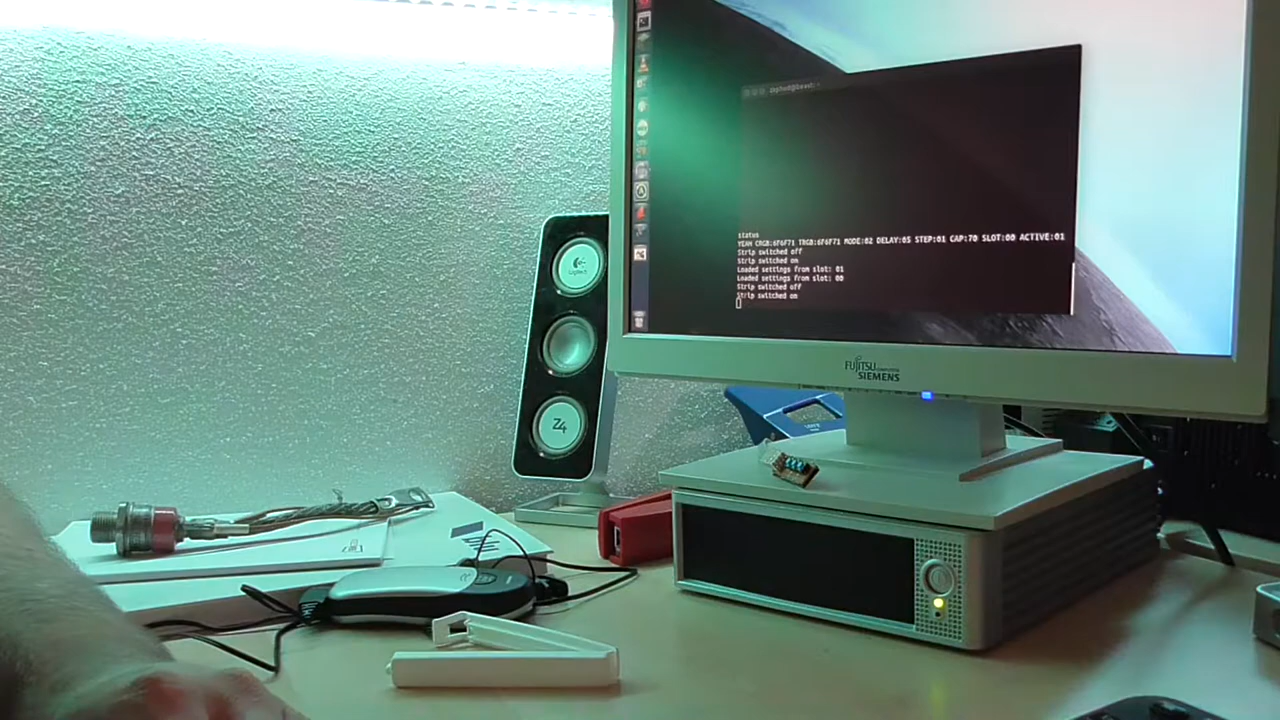 status
YEAH CRGB:6F6F71 TRGB:6F6F71 MODE:02 DELAY:05 STEP:01 CAP:70 SLOT:00 ACTIVE:01
Strip switched off
Strip switched on
Loaded settings from slot: 01
Loaded settings from slot: 00
Strip switched off
Strip switched on
Logitech
Z4
FUJITSU COMPUTERS
SIEMENS